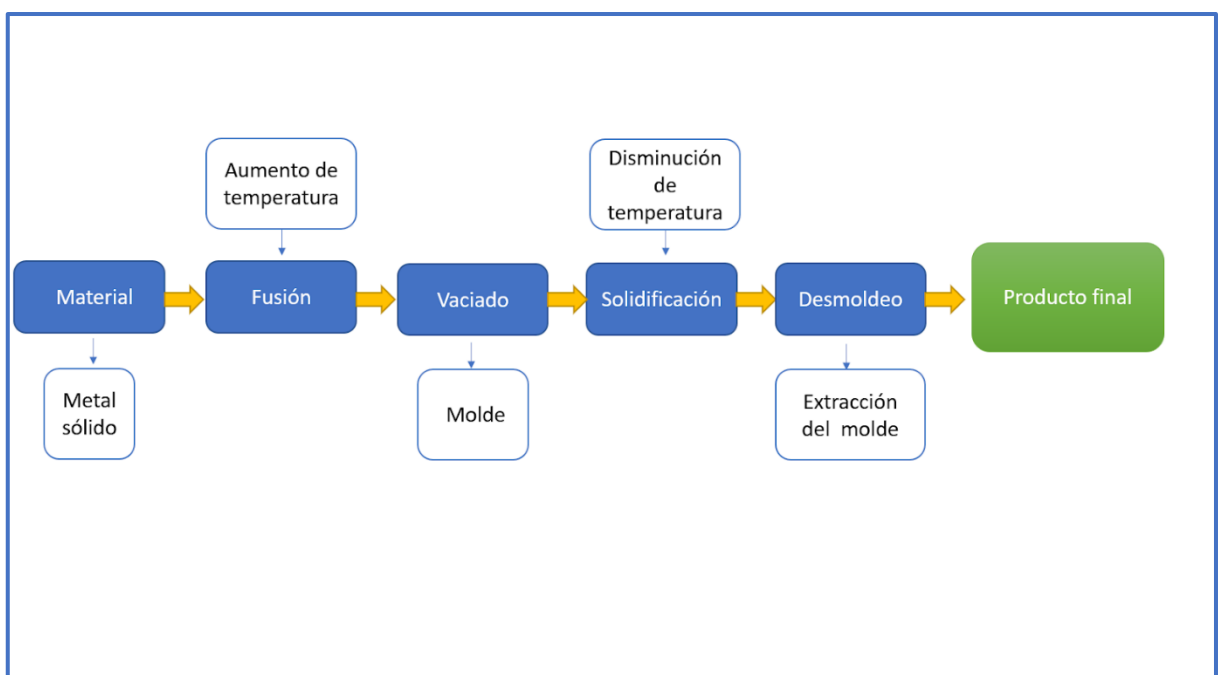 Aumento de
temperatura
Disminución
de
temperatura
Material
Fusión
Vaciado
Solidificación
Desmoldeo
Producto final
Metal
sólido
Molde
Extracción
del molde